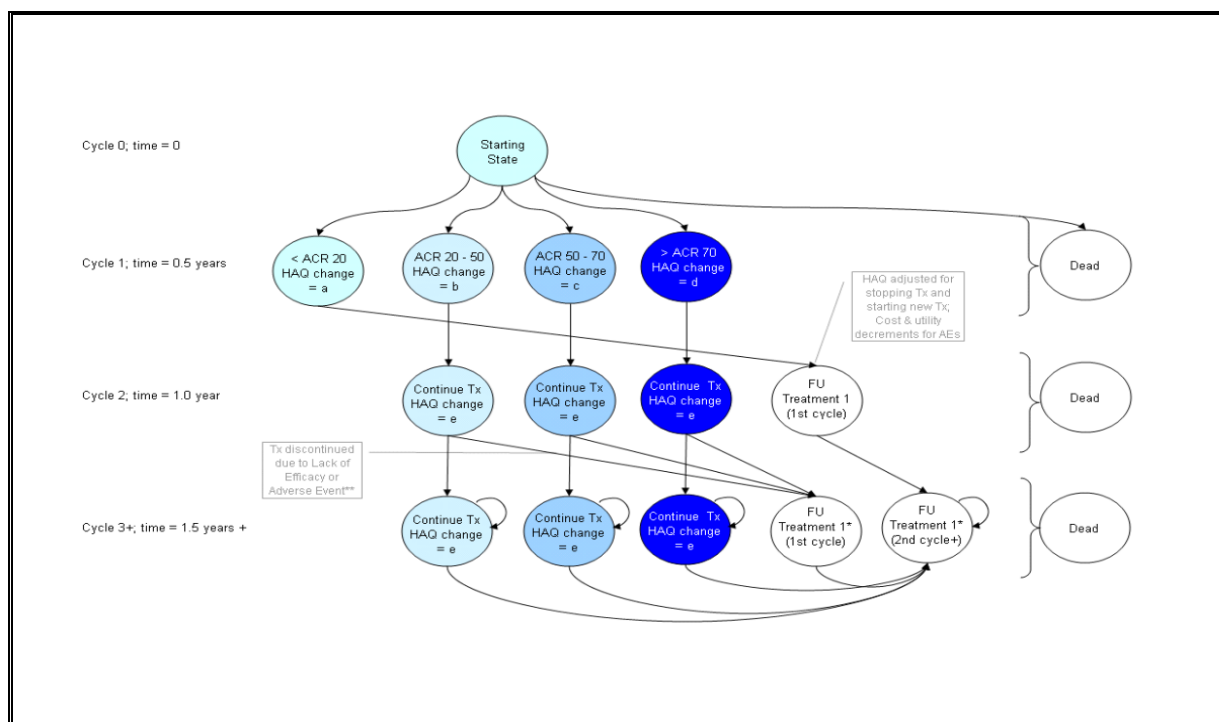 Cycle 0; time = 0
Starting
State
Cycle 1; time = 0.5 years
< ACR 20
HAQ change
= a
ACR 20 - 50
HAQ change
= b
ACR 50 - 70
HAQ change
= c
> ACR 70
HAQ change
= d
Dead
HAQ adjusted for
stopping Tx and
starting new Tx;
Cost & utility
decrements for AEs
Cycle 2; time = 1.0 year
Continue Tx
HAQ change
= e
Continue Tx
HAQ change
= e
Continue Tx
HAQ change
= e
FU
Treatment 1
(1st cycle)
Dead
Tx discontinued
due to Lack of
Efficacy or
Adverse Event**
Cycle 3+; time = 1.5 years +
Continue Tx
HAQ change
= e
Continue Tx
HAQ change
= e
Continue Tx
HAQ change
= e
FU
Treatment 1*
(1st cycle)
FU
Treatment 1*
(2nd cycle+)
Dead